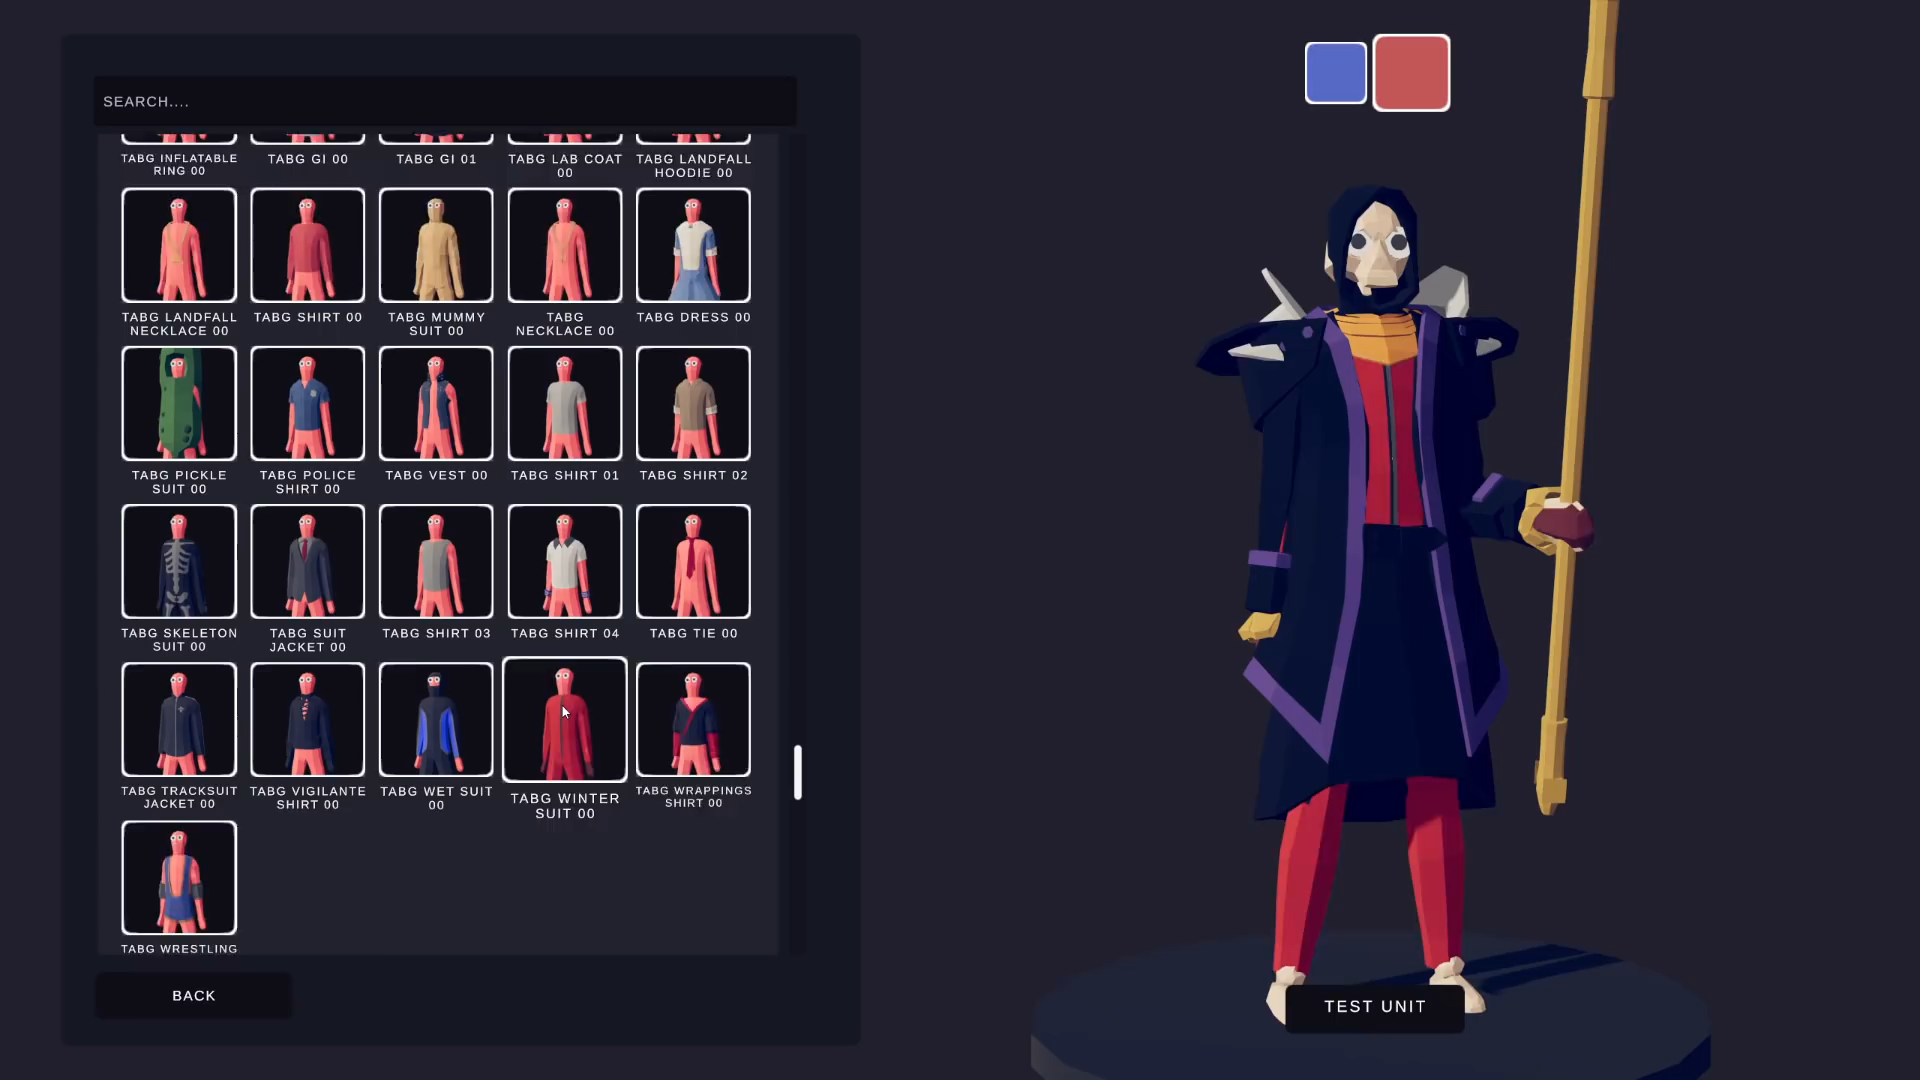 SEARCH....
TABG INFLATABLE
RING 00
TABG GI 00
TABG GI 01
TABG LAB COAT
00
TABG LANDFALL
HOODIE 00
TABG LANDFALL
NECKLACE 00
TABG SHIRT 00
TABG MUMMY
SUIT 00
TABG
NECKLACE 00
TABG DRESS 00
TABG PICKLE
SUIT 00
TABG POLICE
SHIRT 00
TABG VEST 00
TABG SHIRT 01
TABG SHIRT 02
TABG SKELETON
SUIT 00
TABG SUIT
JACKET 00
TABG SHIRT 03
TABG SHIRT 04
TABG TIE 00
TABG TRACKSUIT
JACKET 00
TABG VIGILANTE
SHIRT 00
TABG WET SUIT
00
TABG WINTER
SUIT 00
TABG WRAPPINGS
SHIRT 00
TABG WRESTLING
BACK
TEST UNIT